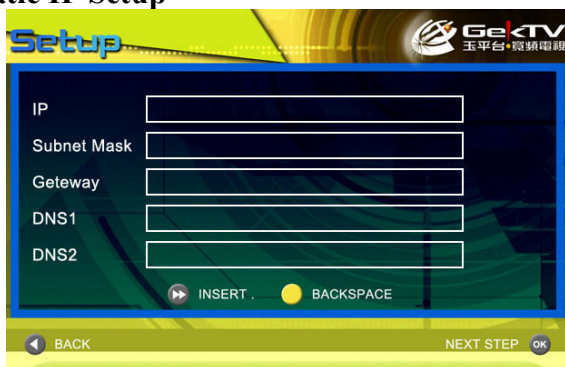 atic IP Setup
Setup
GekTV
玉平台•寬頻電視
IP
Subnet Mask
Geteway
DNS1
DNS2
INSERT . BACKSPACE
BACK NEXT STEP OK